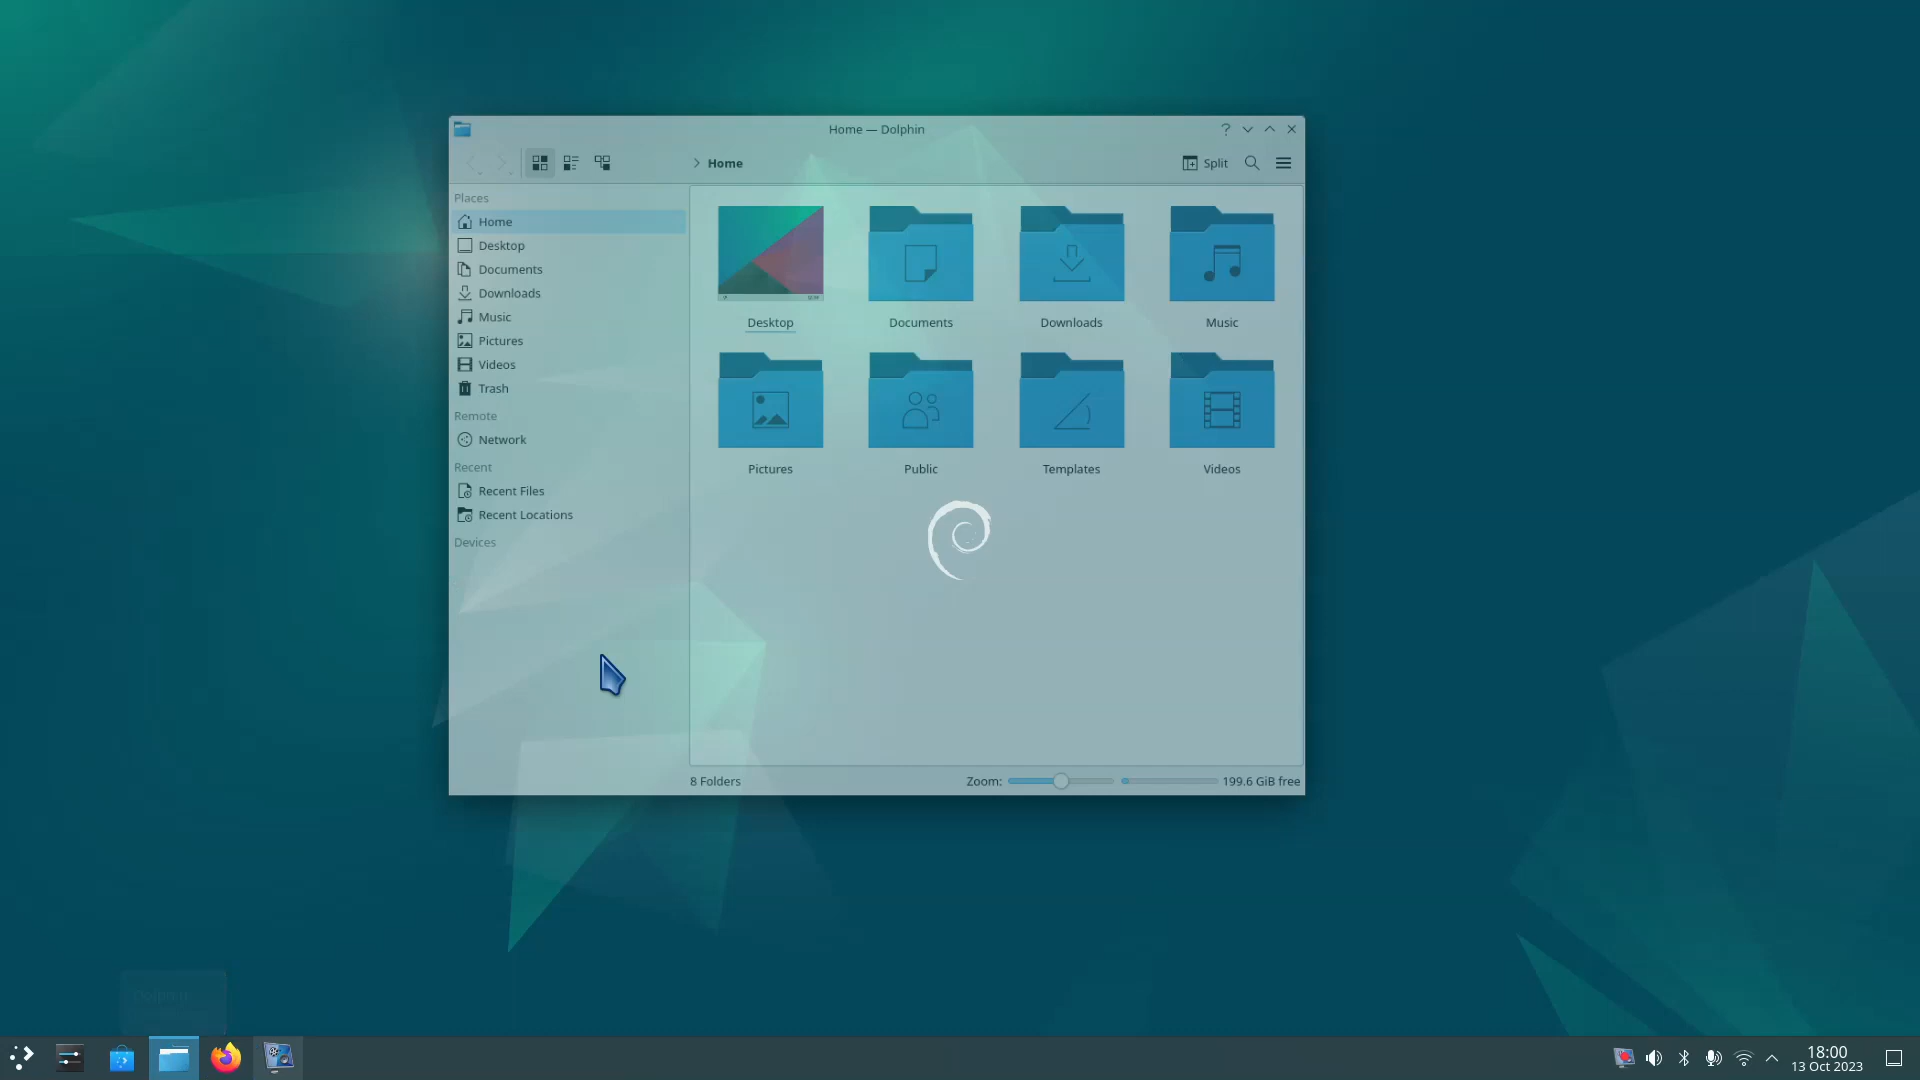 Home — Dolphin
Home
Split
Places
Home
Desktop
Documents
Downloads
Music
Pictures
Videos
Trash
Remote
Network
Recent
Recent Files
Recent Locations
Devices
Desktop
Documents
Downloads
Music
Pictures
Public
Templates
Videos
8 Folders
Zoom:
199.6 GiB free
Dolphin
18:00
13 Oct 2023